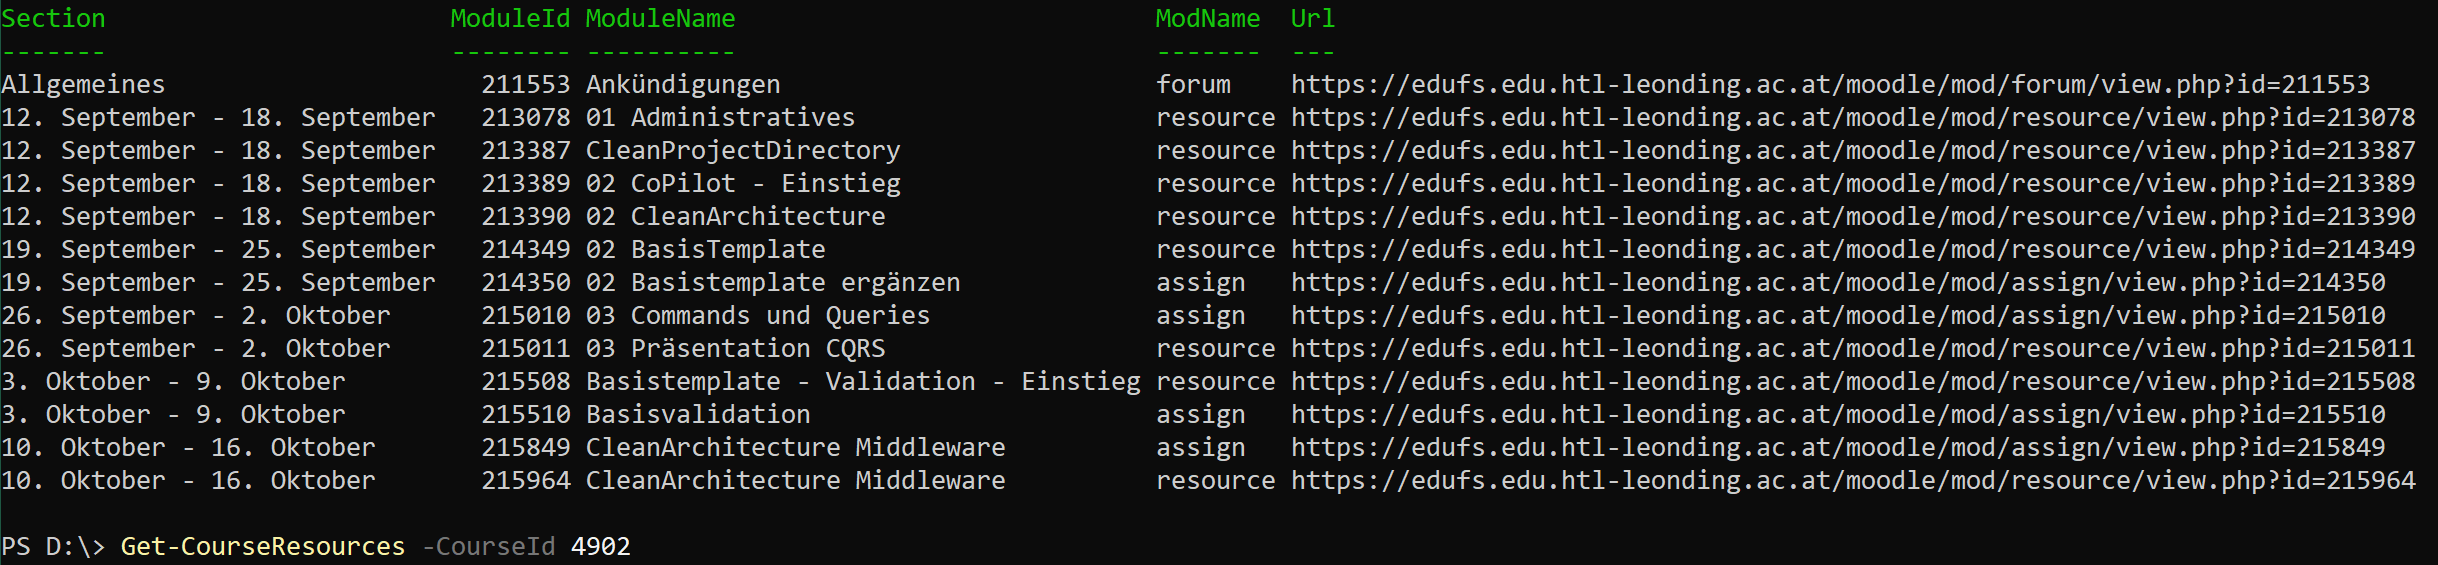 Section                       ModuleId ModuleName                            ModName  Url
-------                       -------- ----------                            -------  ---
Allgemeines                     211553 Ankündigungen                         forum    https://edufs.edu.htl-leonding.ac.at/moodle/mod/forum/view.php?id=211553
12. September - 18. September   213078 01 Administratives                    resource https://edufs.edu.htl-leonding.ac.at/moodle/mod/resource/view.php?id=213078
12. September - 18. September   213387 CleanProjectDirectory                 resource https://edufs.edu.htl-leonding.ac.at/moodle/mod/resource/view.php?id=213387
12. September - 18. September   213389 02 CoPilot - Einstieg                 resource https://edufs.edu.htl-leonding.ac.at/moodle/mod/resource/view.php?id=213389
12. September - 18. September   213390 02 CleanArchitecture                  resource https://edufs.edu.htl-leonding.ac.at/moodle/mod/resource/view.php?id=213390
19. September - 25. September   214349 02 BasisTemplate                      resource https://edufs.edu.htl-leonding.ac.at/moodle/mod/resource/view.php?id=214349
19. September - 25. September   214350 02 Basistemplate ergänzen             assign   https://edufs.edu.htl-leonding.ac.at/moodle/mod/assign/view.php?id=214350
26. September - 2. Oktober      215010 03 Commands und Queries               assign   https://edufs.edu.htl-leonding.ac.at/moodle/mod/assign/view.php?id=215010
26. September - 2. Oktober      215011 03 Präsentation CQRS                  resource https://edufs.edu.htl-leonding.ac.at/moodle/mod/resource/view.php?id=215011
3. Oktober - 9. Oktober         215508 Basistemplate - Validation - Einstieg resource https://edufs.edu.htl-leonding.ac.at/moodle/mod/resource/view.php?id=215508
3. Oktober - 9. Oktober         215510 Basisvalidation                       assign   https://edufs.edu.htl-leonding.ac.at/moodle/mod/assign/view.php?id=215510
10. Oktober - 16. Oktober       215849 CleanArchitecture Middleware          assign   https://edufs.edu.htl-leonding.ac.at/moodle/mod/assign/view.php?id=215849
10. Oktober - 16. Oktober       215964 CleanArchitecture Middleware          resource https://edufs.edu.htl-leonding.ac.at/moodle/mod/resource/view.php?id=215964
PS D:\> Get-CourseResources -CourseId 4902